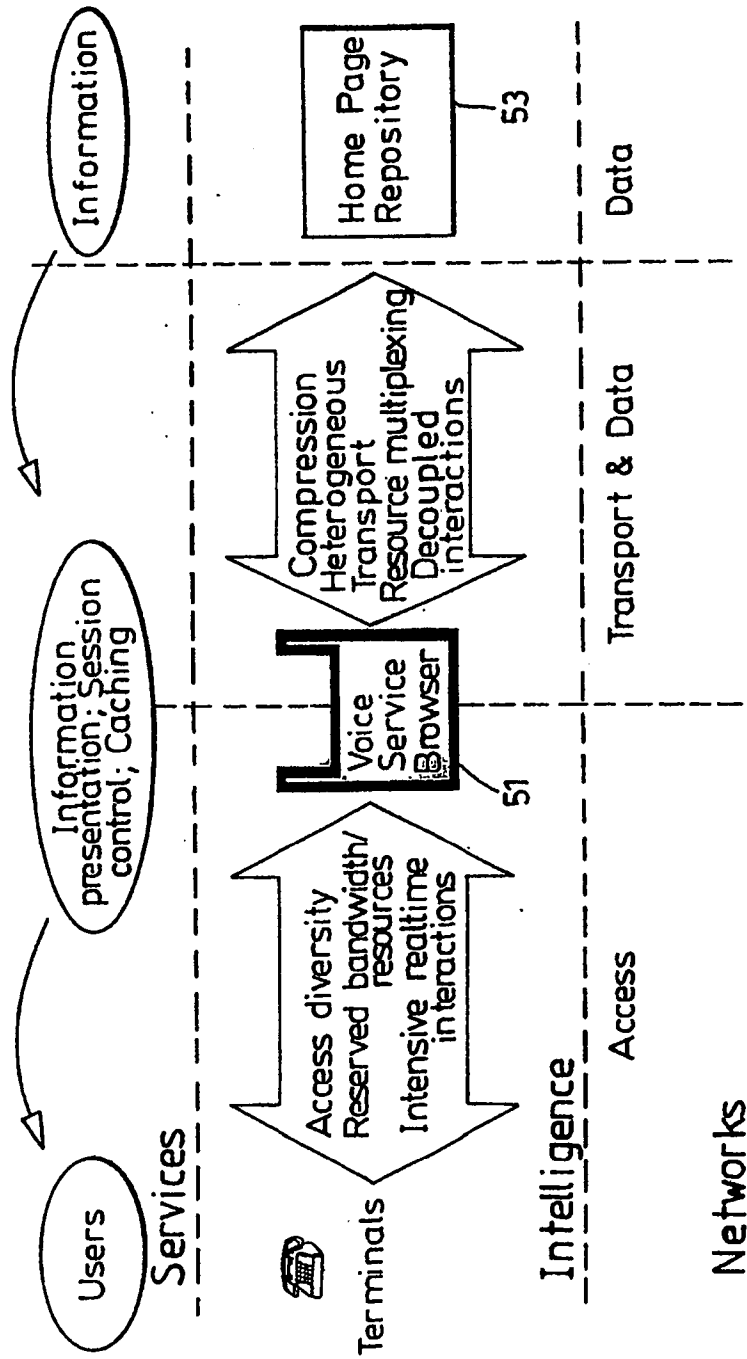 Users
Information
presentation; Session
control; Caching
Information
Services
Terminals
Access diversity
Reserved bandwidth/
resources
Intensive realtime
interactions
Voice
Service
Browser
51
Compression
Heterogeneous
Transport
Resource multiplexing
Decoupled
interactions
Home Page
Repository
53
Intelligence
Access
Transport & Data
Data
Networks